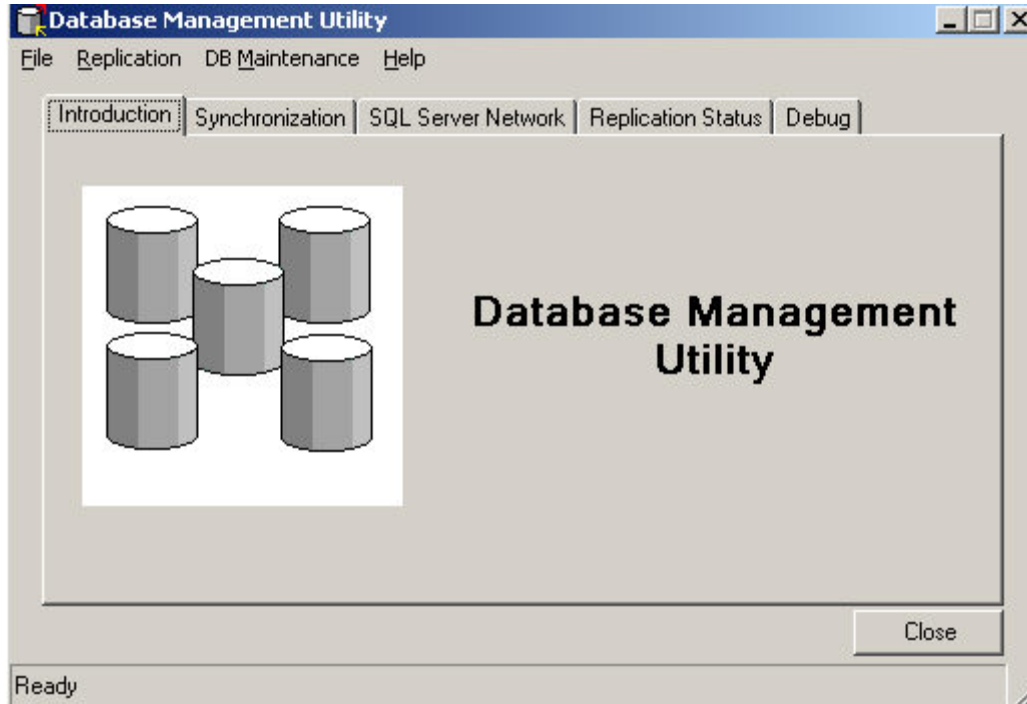 Database Management Utility
File Replication DB Maintenance Help
Introduction Synchronization SQL Server Network Replication Status Debug
Database Management
Utility
Close
Ready